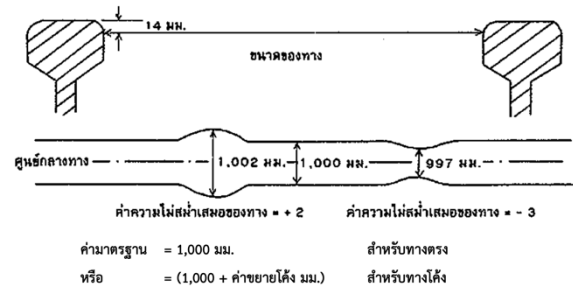 14 มม.
ขนาดของทาง
ศูนย์กลางทาง 1,002 มม. 1,000 มม. 997 มม.
ค่าความไม่สม่ำเสมอของทาง = + 2 ค่าความไม่สม่ำเสมอของทาง = - 3
ค่ามาตรฐาน = 1,000 มม. สำหรับทางตรง
หรือ = (1,000 + ค่าขยายโค้ง มม.) สำหรับทางโค้ง